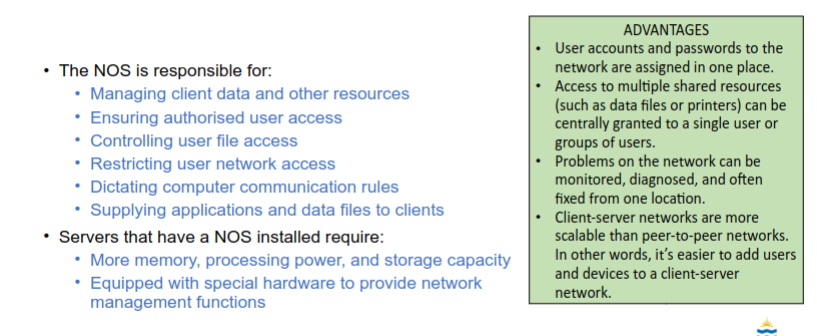 • The NOS is responsible for:
• Managing client data and other resources
• Ensuring authorised user access
• Controlling user file access
• Restricting user network access
• Dictating computer communication rules
• Supplying applications and data files to clients
• Servers that have a NOS installed require:
• More memory, processing power, and storage capacity
• Equipped with special hardware to provide network
management functions
ADVANTAGES
• User accounts and passwords to the
network are assigned in one place.
• Access to multiple shared resources
(such as data files or printers) can be
centrally granted to a single user or
groups of users.
• Problems on the network can be
monitored, diagnosed, and often
fixed from one location.
• Client-server networks are more
scalable than peer-to-peer networks.
In other words, it’s easier to add users
and devices to a client-server
network.